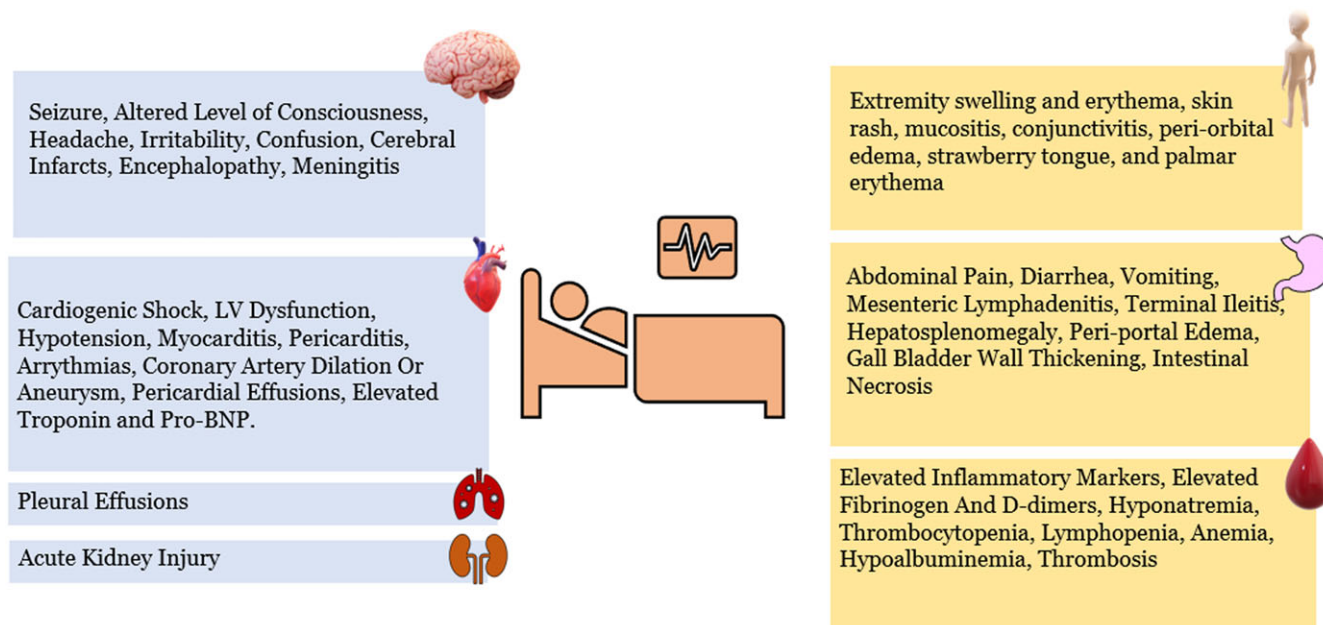 Seizure, Altered Level of Consciousness,
Headache, Irritability, Confusion, Cerebral
Infarcts, Encephalopathy, Meningitis
Cardiogenic Shock, LV Dysfunction,
Hypotension, Myocarditis, Pericarditis,
Arrythmias, Coronary Artery Dilation Or
Aneurysm, Pericardial Effusions, Elevated
Troponin and Pro-BNP.
Pleural Effusions
Acute Kidney Injury
Extremity swelling and erythema, skin
rash, mucositis, conjunctivitis, peri-orbital
edema, strawberry tongue, and palmar
erythema
Abdominal Pain, Diarrhea, Vomiting,
Mesenteric Lymphadenitis, Terminal Ileitis,
Hepatosplenomegaly, Peri-portal Edema,
Gall Bladder Wall Thickening, Intestinal
Necrosis
Elevated Inflammatory Markers, Elevated
Fibrinogen And D-dimers, Hyponatremia,
Thrombocytopenia, Lymphopenia, Anemia,
Hypoalbuminemia, Thrombosis